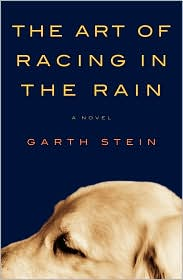 THE ART OF
RACING IN
THE RAIN
A NOVEL
GARTH STEIN